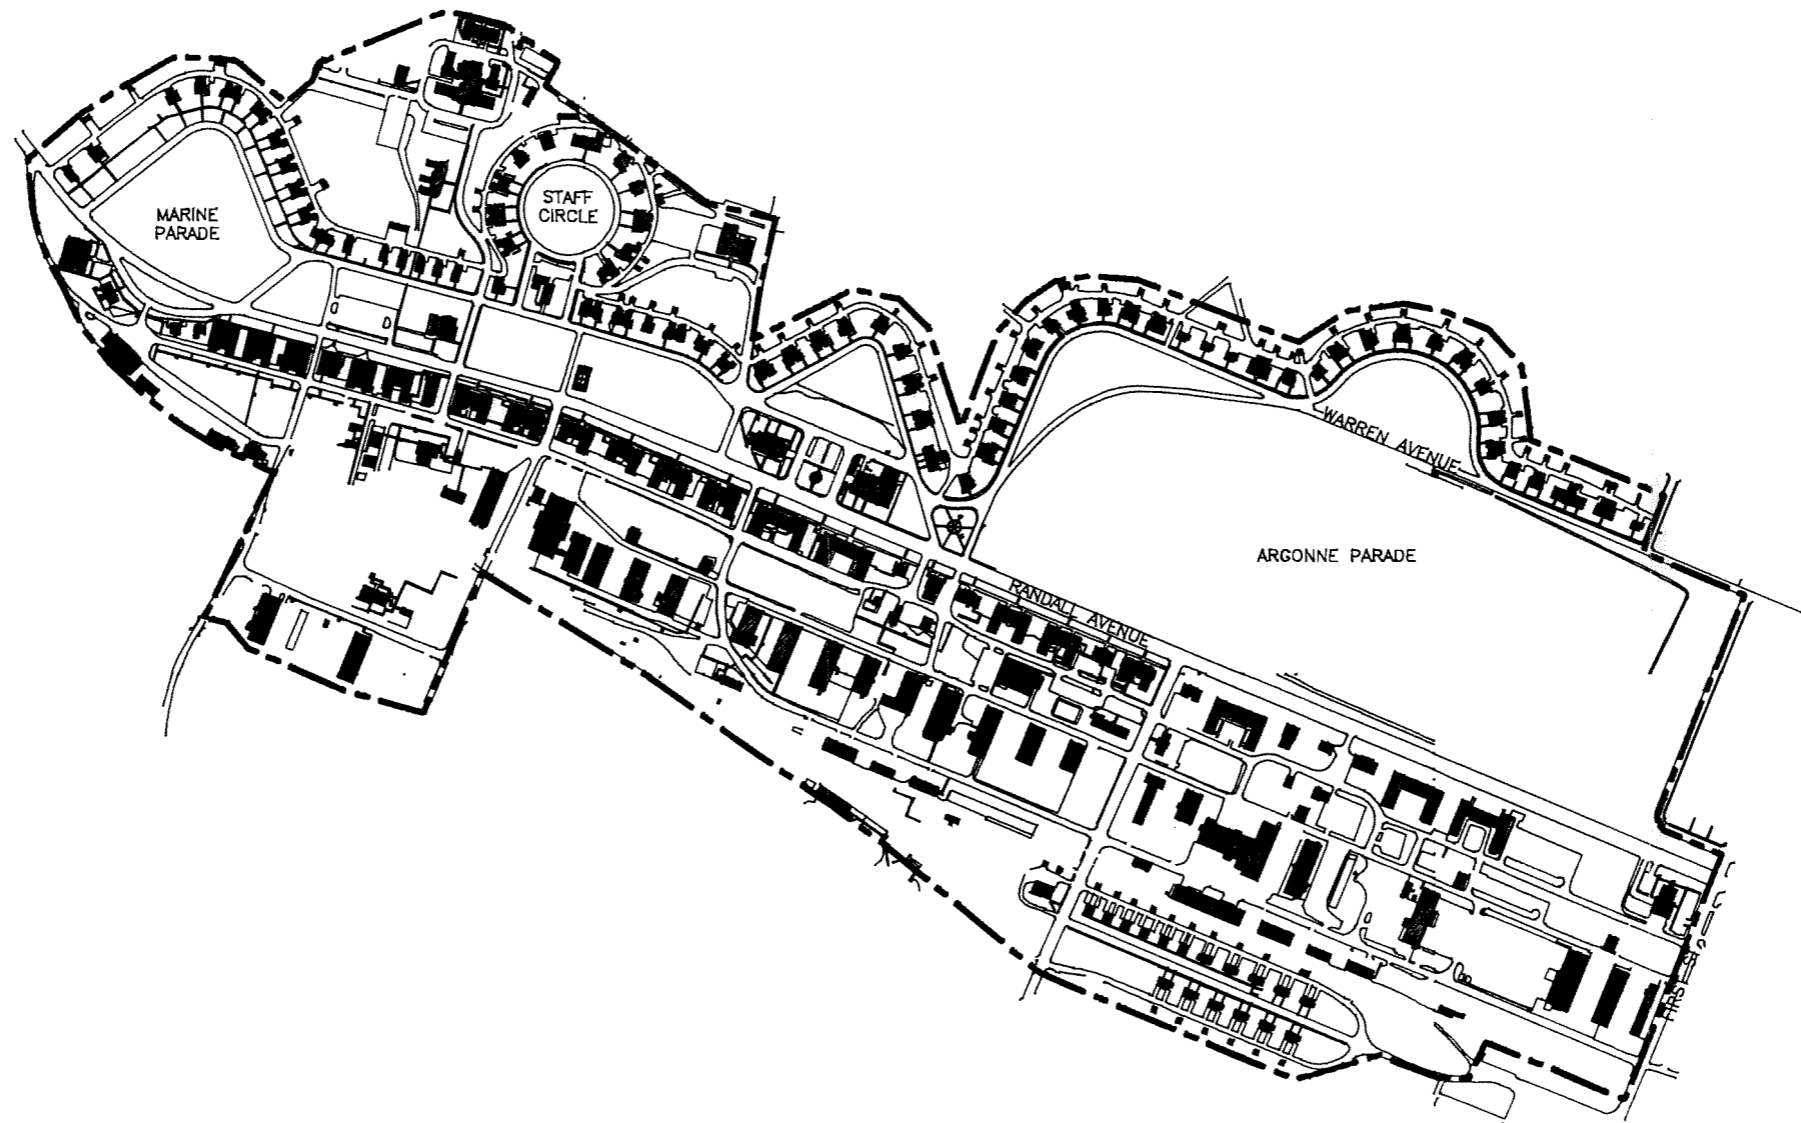 STAFF
CIRCLE
MARINE
PARADE
WARREN AVENUE
ARGONNE PARADE
RANDALL AVENUE